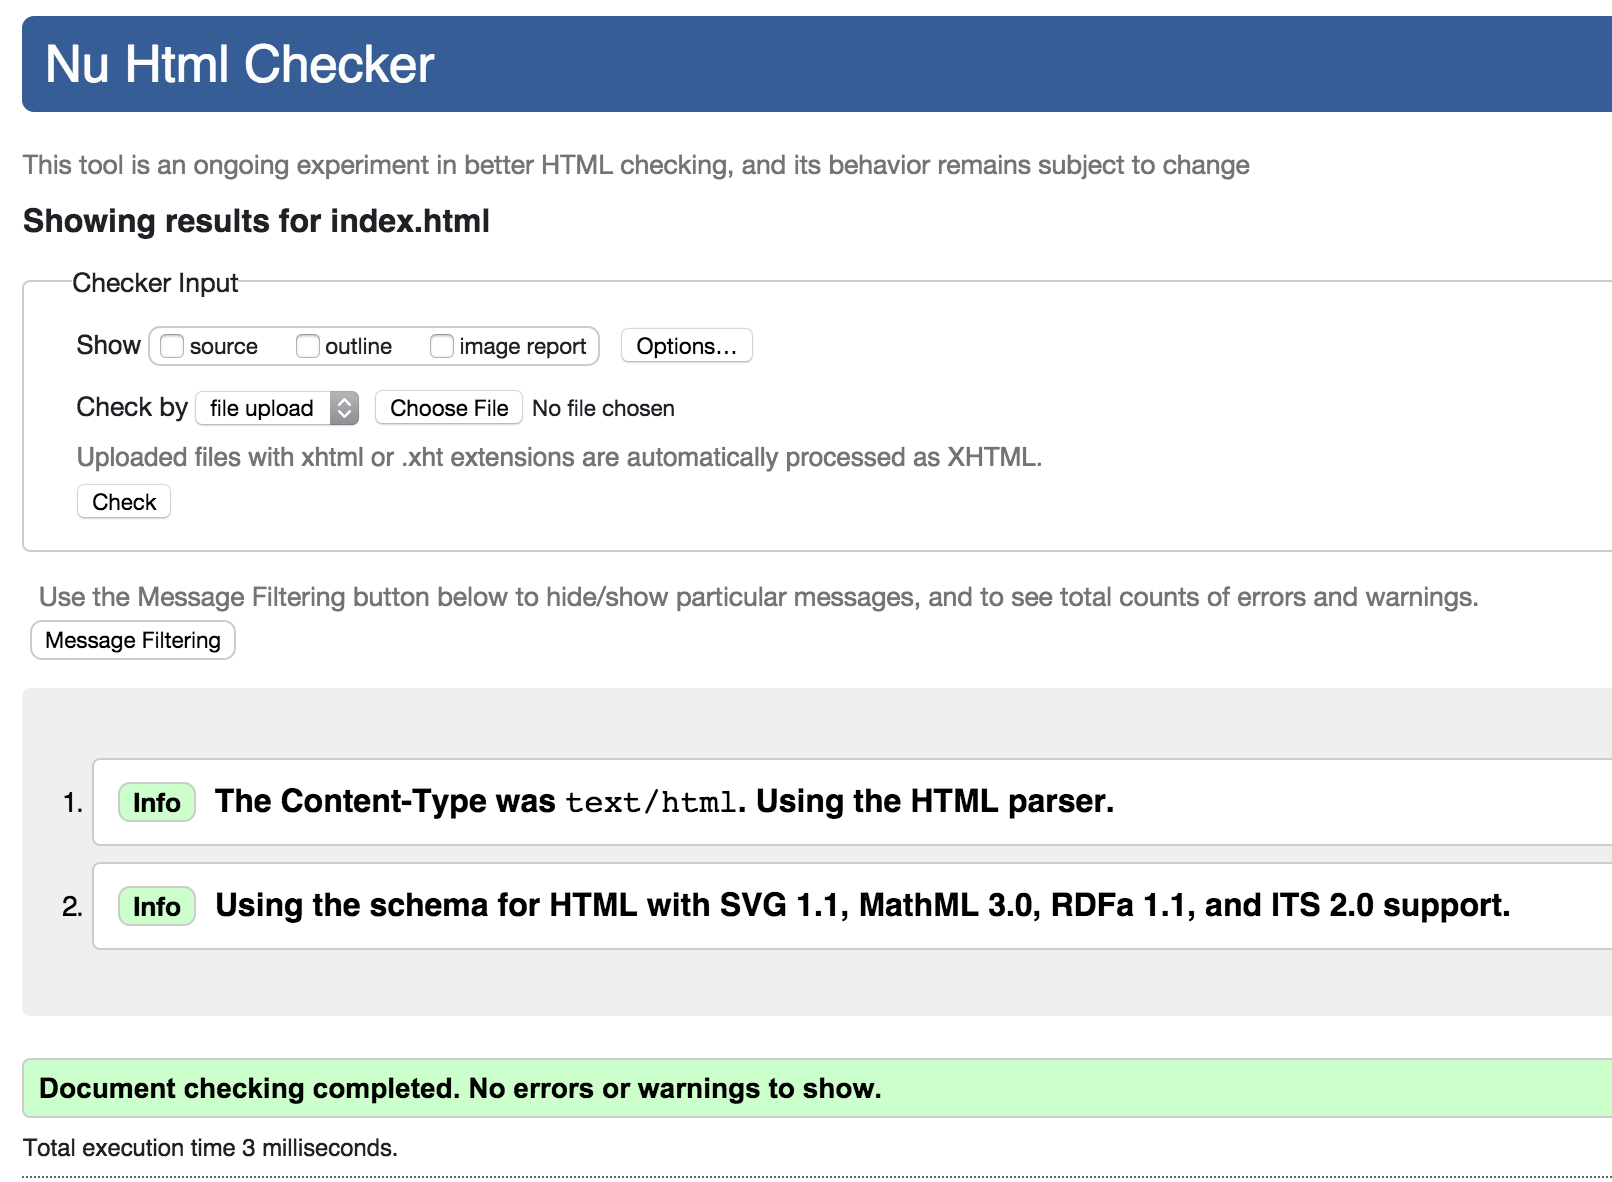 Nu Html Checker
This tool is an ongoing experiment in better HTML checking, and its behavior remains subject to change
Showing results for index.html
Checker Input
Show source outline image report Options...
Check by file upload Choose File No file chosen
Uploaded files with xhtml or .xht extensions are automatically processed as XHTML.
Check
Use the Message Filtering button below to hide/show particular messages, and to see total counts of errors and warnings.
Message Filtering
1. Info The Content-Type was text/html. Using the HTML parser.
2. Info Using the schema for HTML with SVG 1.1, MathML 3.0, RDFa 1.1, and ITS 2.0 support.
Document checking completed. No errors or warnings to show.
Total execution time 3 milliseconds.